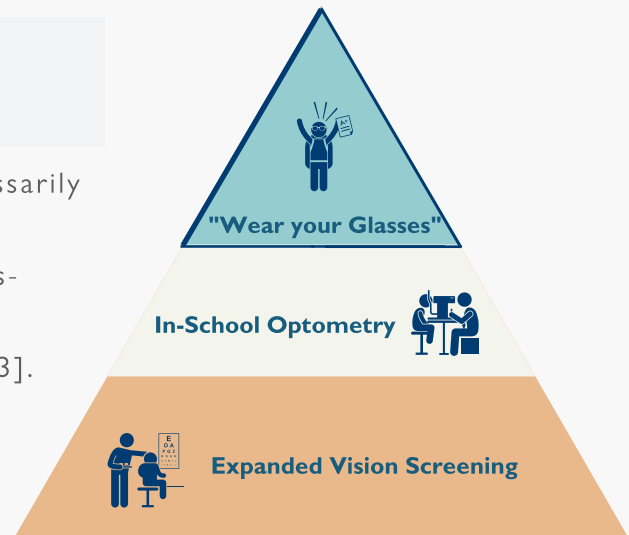 ssarily
"Wear your Glasses"
s-
In-School Optometry
3].
Expanded Vision Screening
A+
E